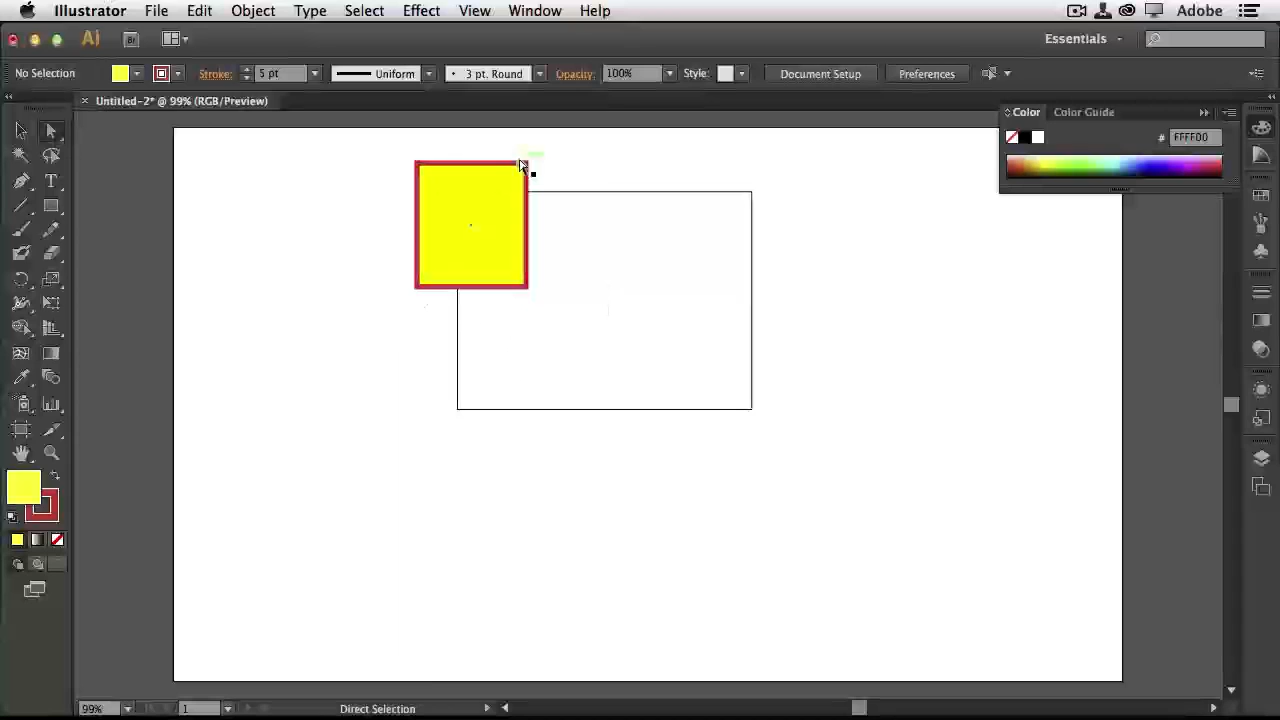 Illustrator File Edit Object Type Select Effect View Window Help Adobe
Ai Br Essentials
No Selection Stroke: 5 pt Uniform 3 pt. Round Opacity: 100% Style: Document Setup Preferences
× Untitled-2* @ 99% (RGB/Preview)
Color Color Guide
# FFFF00
T
99% 1 Direct Selection